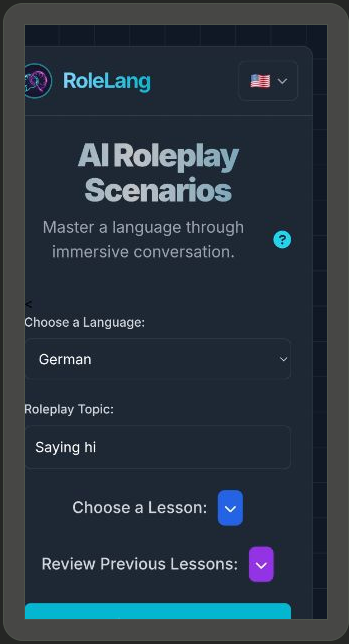 RoleLang
AI Roleplay
Scenarios
Master a language through
immersive conversation.
?
<
Choose a Language:
German
Roleplay Topic:
Saying hi
Choose a Lesson:
Review Previous Lessons: